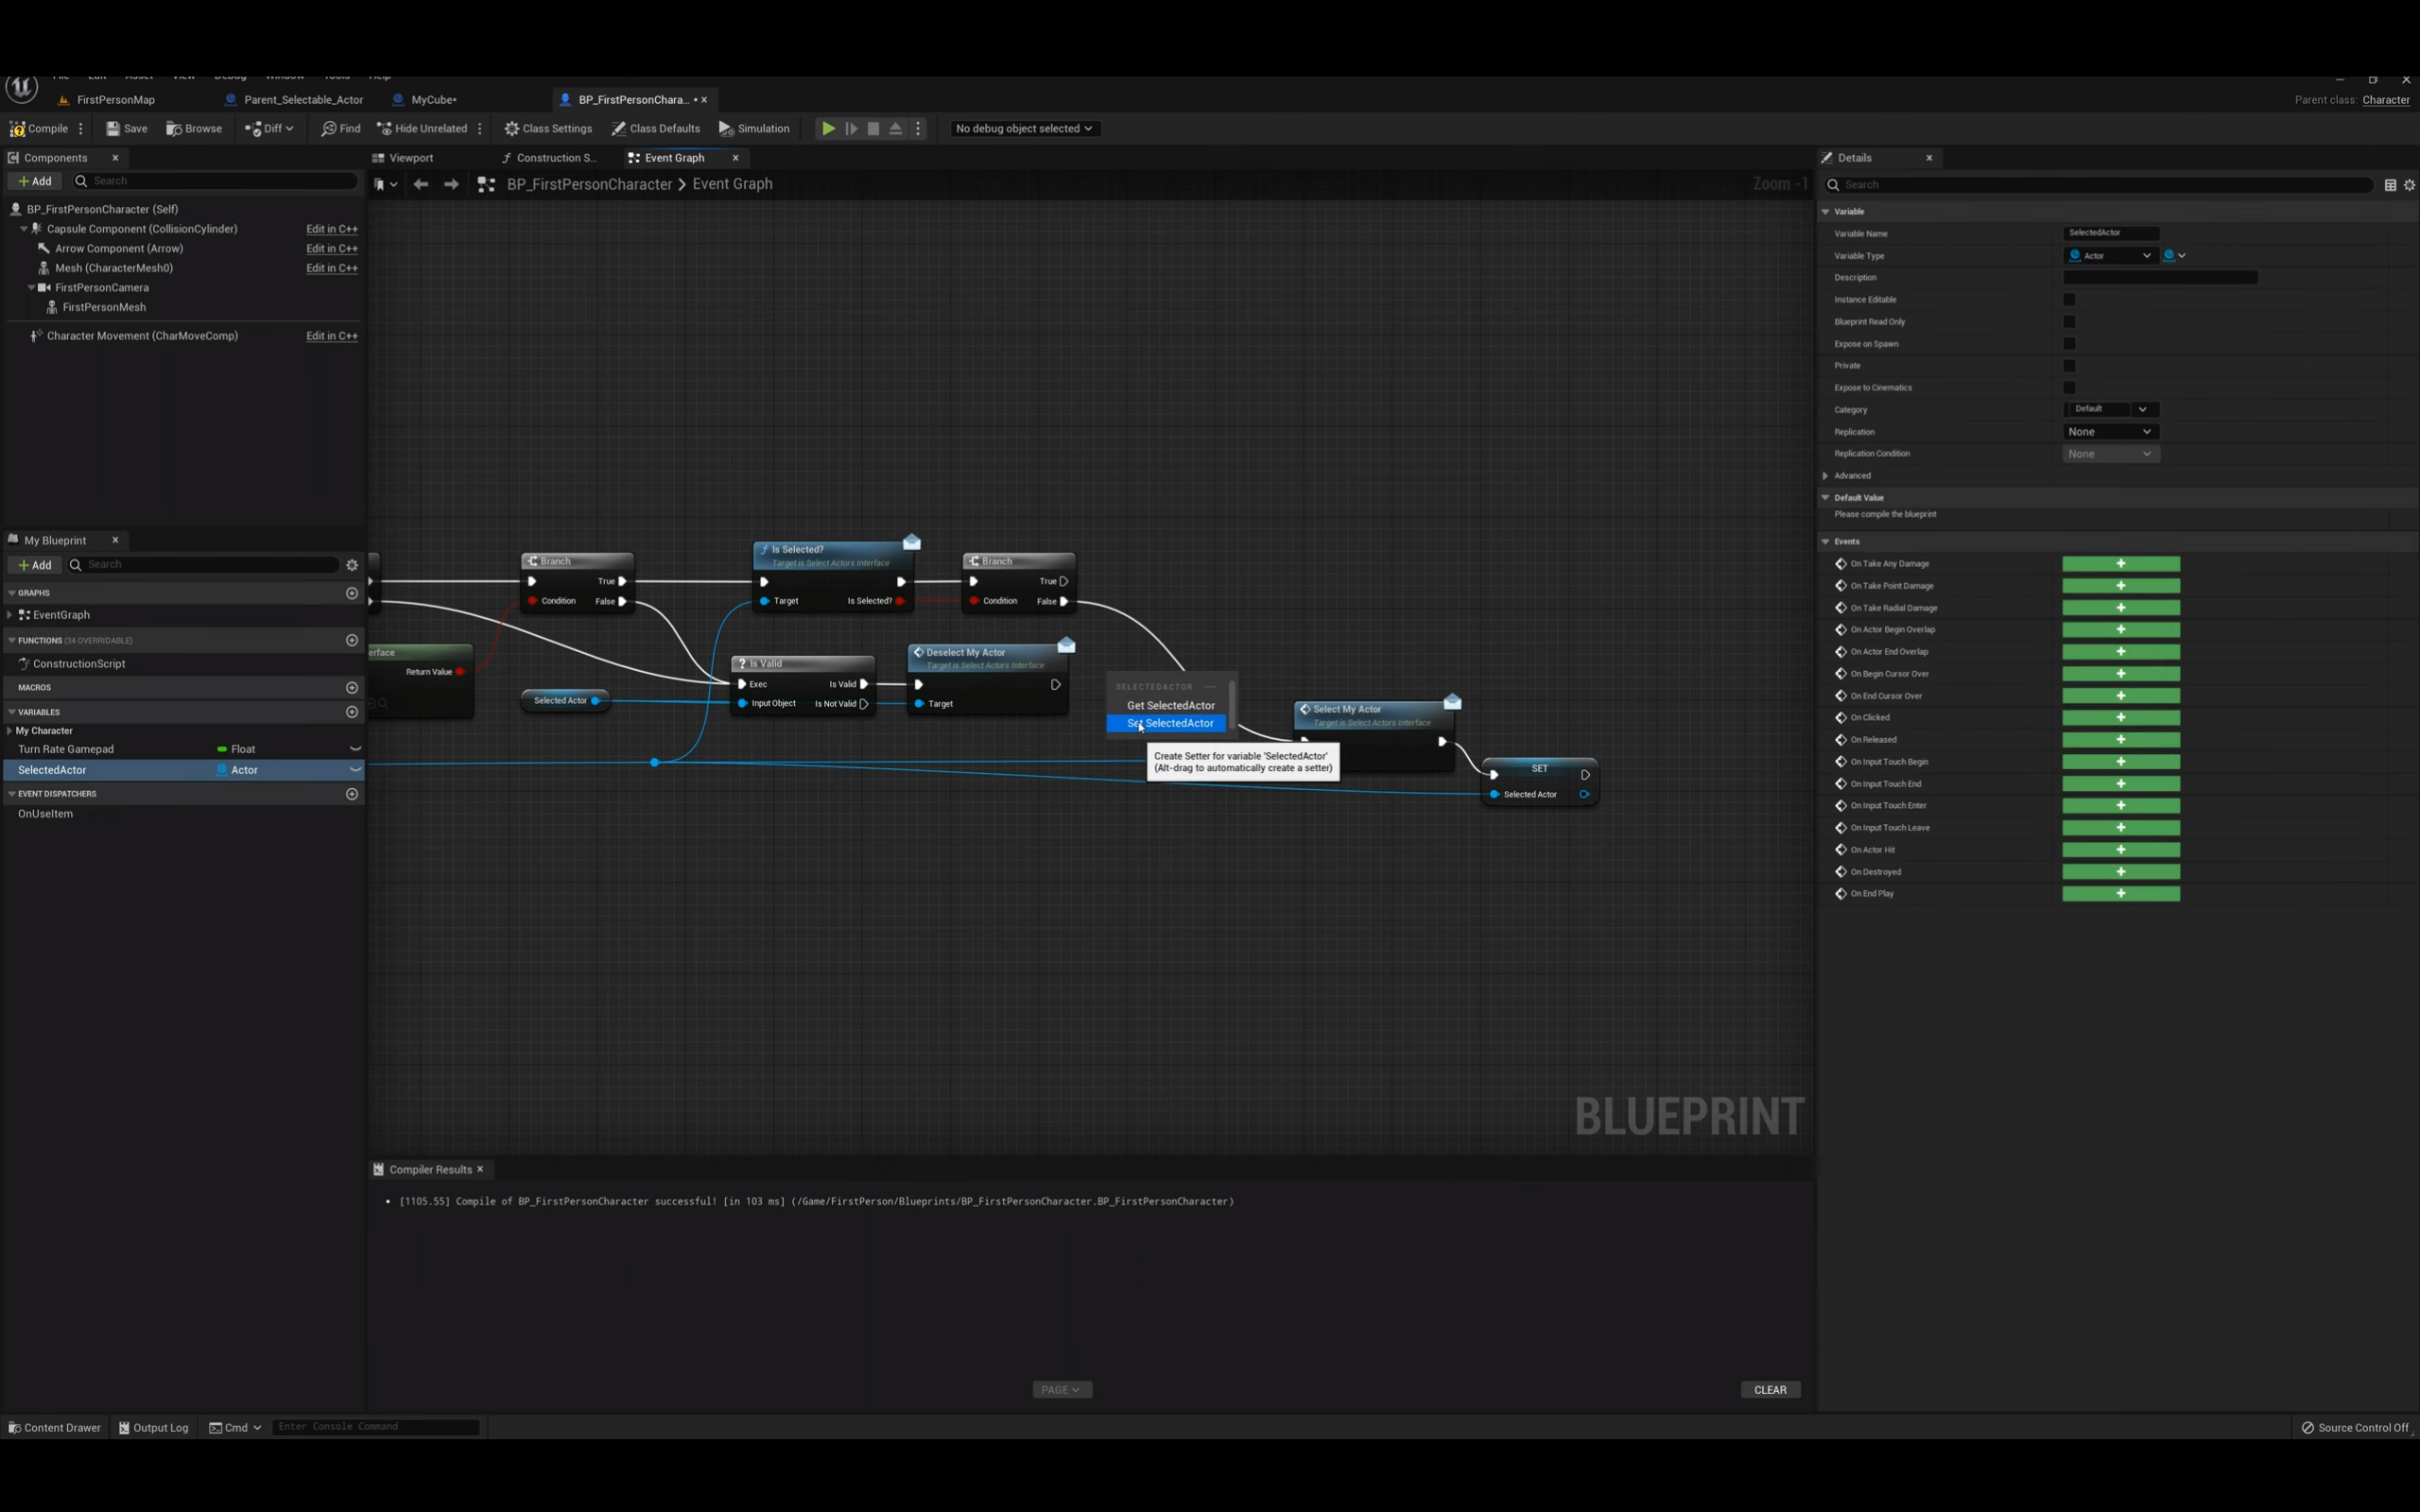 File Edit Asset View Debug Window Tools Help
FirstPersonMap Parent_Selectable_Actor MyCube• BP_FirstPersonChara... •
Parent class: Character
Compile Save Browse Diff Find Hide Unrelated Class Settings Class Defaults Simulation No debug object selected
Components
Add Search
BP_FirstPersonCharacter (Self)
Capsule Component (CollisionCylinder) Edit in C++
Arrow Component (Arrow) Edit in C++
Mesh (CharacterMesh0) Edit in C++
FirstPersonCamera
FirstPersonMesh
Character Movement (CharMoveComp) Edit in C++
My Blueprint
Add Search
GRAPHS
EventGraph
FUNCTIONS (34 OVERRIDABLE)
ConstructionScript
MACROS
VARIABLES
My Character
Turn Rate Gamepad Float
SelectedActor Actor
EVENT DISPATCHERS
OnUseItem
Viewport Construction S... Event Graph
BP_FirstPersonCharacter > Event Graph Zoom -1
Branch
True
Condition False
Is Selected?
Target is Select Actors Interface
Target Is Selected?
Branch
True
Condition False
erface
Return Value
Selected Actor
Is Valid
Exec Is Valid
Input Object Is Not Valid
Deselect My Actor
Target is Select Actors Interface
Target
SELECTEDACTOR
Get SelectedActor
Set SelectedActor
Create Setter for variable 'SelectedActor'
(Alt-drag to automatically create a setter)
Select My Actor
Target is Select Actors Interface
SET
Selected Actor
BLUEPRINT
Compiler Results
[1105.55] Compile of BP_FirstPersonCharacter successful! [in 103 ms] (/Game/FirstPerson/Blueprints/BP_FirstPersonCharacter.BP_FirstPersonCharacter)
PAGE CLEAR
Details
Search
Variable
Variable Name SelectedActor
Variable Type Actor
Description
Instance Editable
Blueprint Read Only
Expose on Spawn
Private
Expose to Cinematics
Category Default
Replication None
Replication Condition None
Advanced
Default Value
Please compile the blueprint
Events
On Take Any Damage
On Take Point Damage
On Take Radial Damage
On Actor Begin Overlap
On Actor End Overlap
On Begin Cursor Over
On End Cursor Over
On Clicked
On Released
On Input Touch Begin
On Input Touch End
On Input Touch Enter
On Input Touch Leave
On Actor Hit
On Destroyed
On End Play
Content Drawer Output Log Cmd Enter Console Command Source Control Off